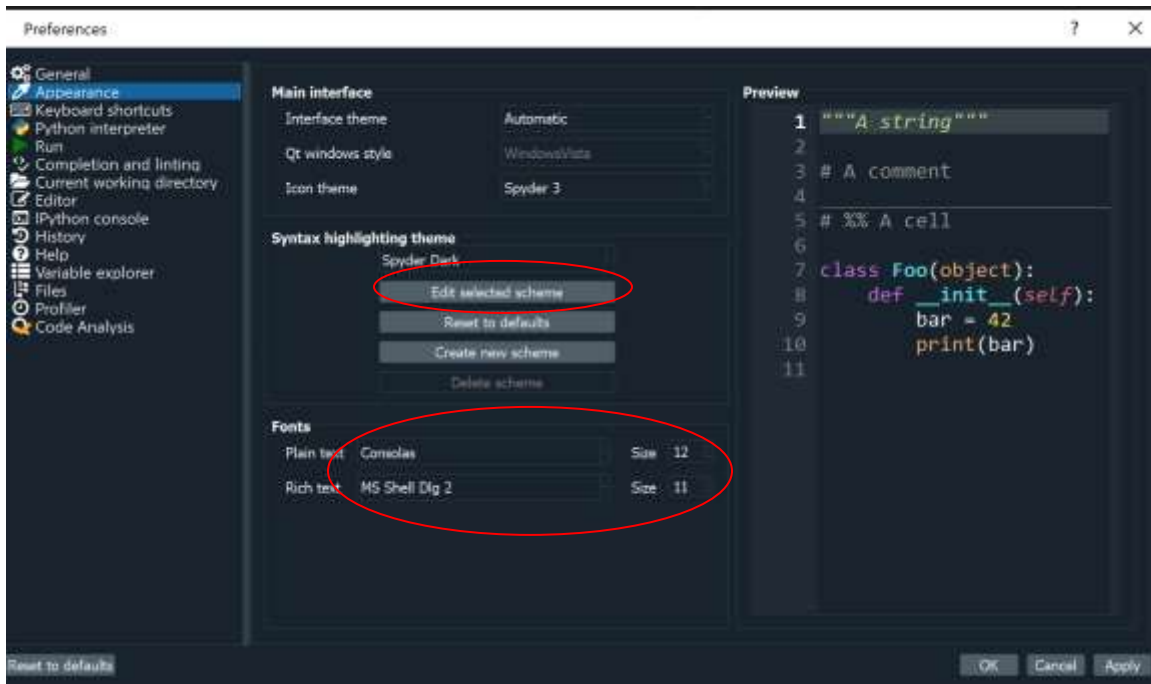 Preferences
?
General
Appearance
Keyboard shortcuts
Python interpreter
Run
Completion and linting
Current working directory
Editor
IPython console
History
Help
Variable explorer
Files
Profiler
Code Analysis
Main interface
Interface theme Automatic
Qt windows style WindowsVista
Icon theme Spyder 3
Syntax highlighting theme
Spyder Dark
Edit selected scheme
Reset to defaults
Create new scheme
Delete scheme
Fonts
Plain text Consolas Size 12
Rich text MS Shell Dlg 2 Size 11
Preview
1 """A string"""
2
3 # A comment
4
5 # %% A cell
6
7 class Foo(object):
8 def __init__(self):
9 bar = 42
10 print(bar)
11
Reset to defaults
OK Cancel Apply